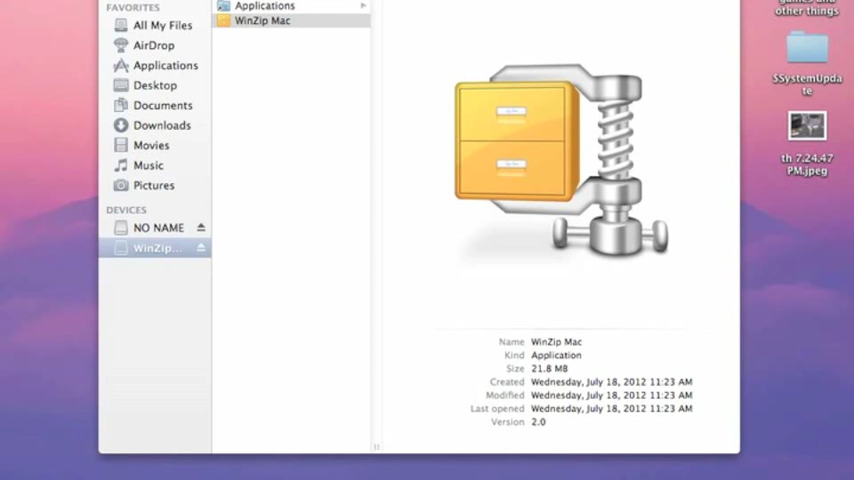 FAVORITES
All My Files
AirDrop
Applications
Desktop
Documents
Downloads
Movies
Music
Pictures
DEVICES
NO NAME
WinZip...
Applications
WinZip Mac
Name WinZip Mac
Kind Application
Size 21.8 MB
Created Wednesday, July 18, 2012 11:23 AM
Modified Wednesday, July 18, 2012 11:23 AM
Last opened Wednesday, July 18, 2012 11:23 AM
Version 2.0
games and
other things
$SystemUpda
te
th 7.24.47
PM.jpeg